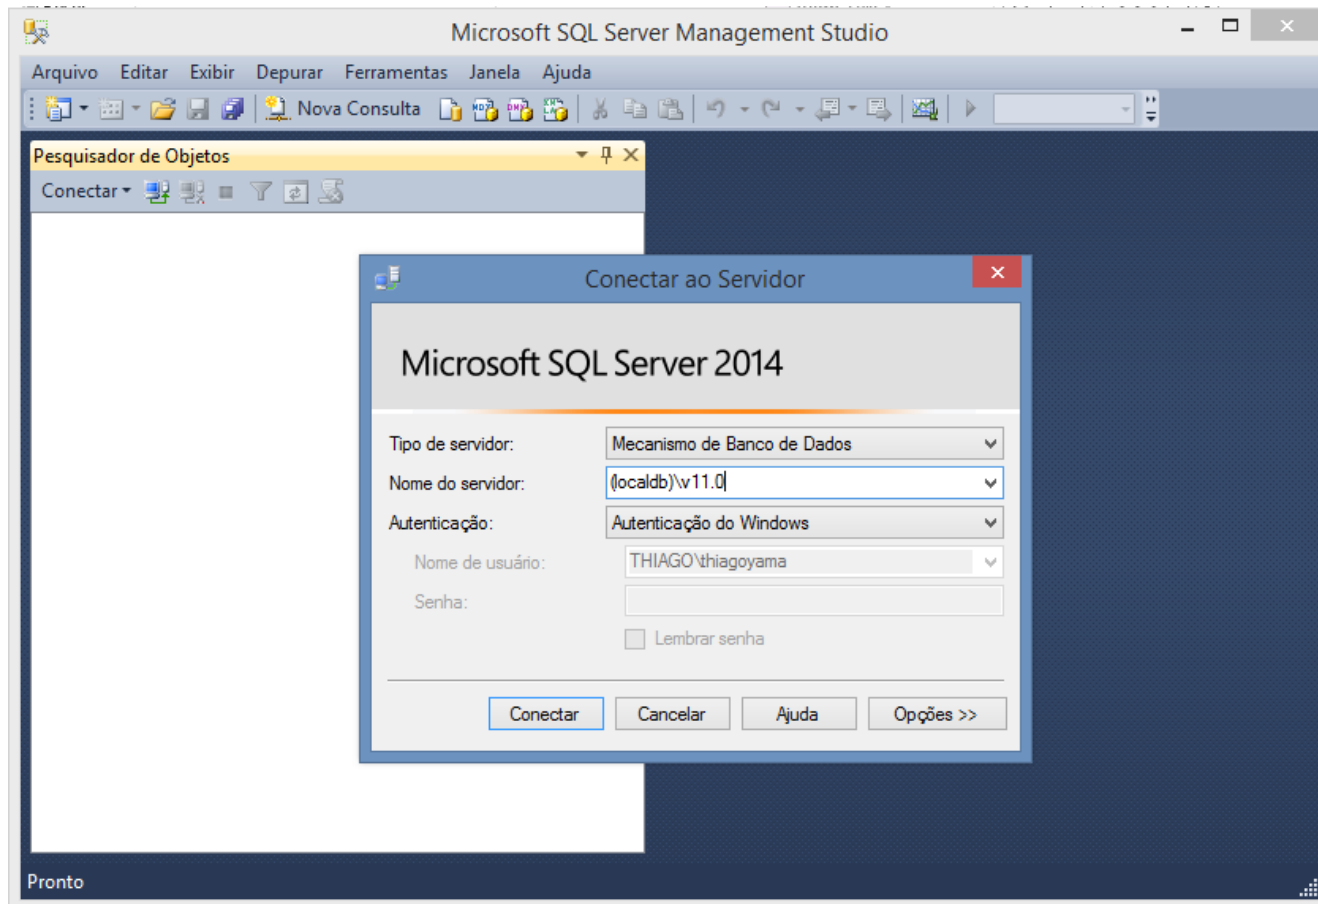 Microsoft SQL Server Management Studio
Arquivo Editar Exibir Depurar Ferramentas Janela Ajuda
Nova Consulta
Pesquisador de Objetos
Conectar
Conectar ao Servidor
Microsoft SQL Server 2014
Tipo de servidor: Mecanismo de Banco de Dados
Nome do servidor: (localdb)\v11.0
Autenticação: Autenticação do Windows
Nome de usuário: THIAGO\thiagoyama
Senha:
Lembrar senha
Conectar Cancelar Ajuda Opções >>
Pronto